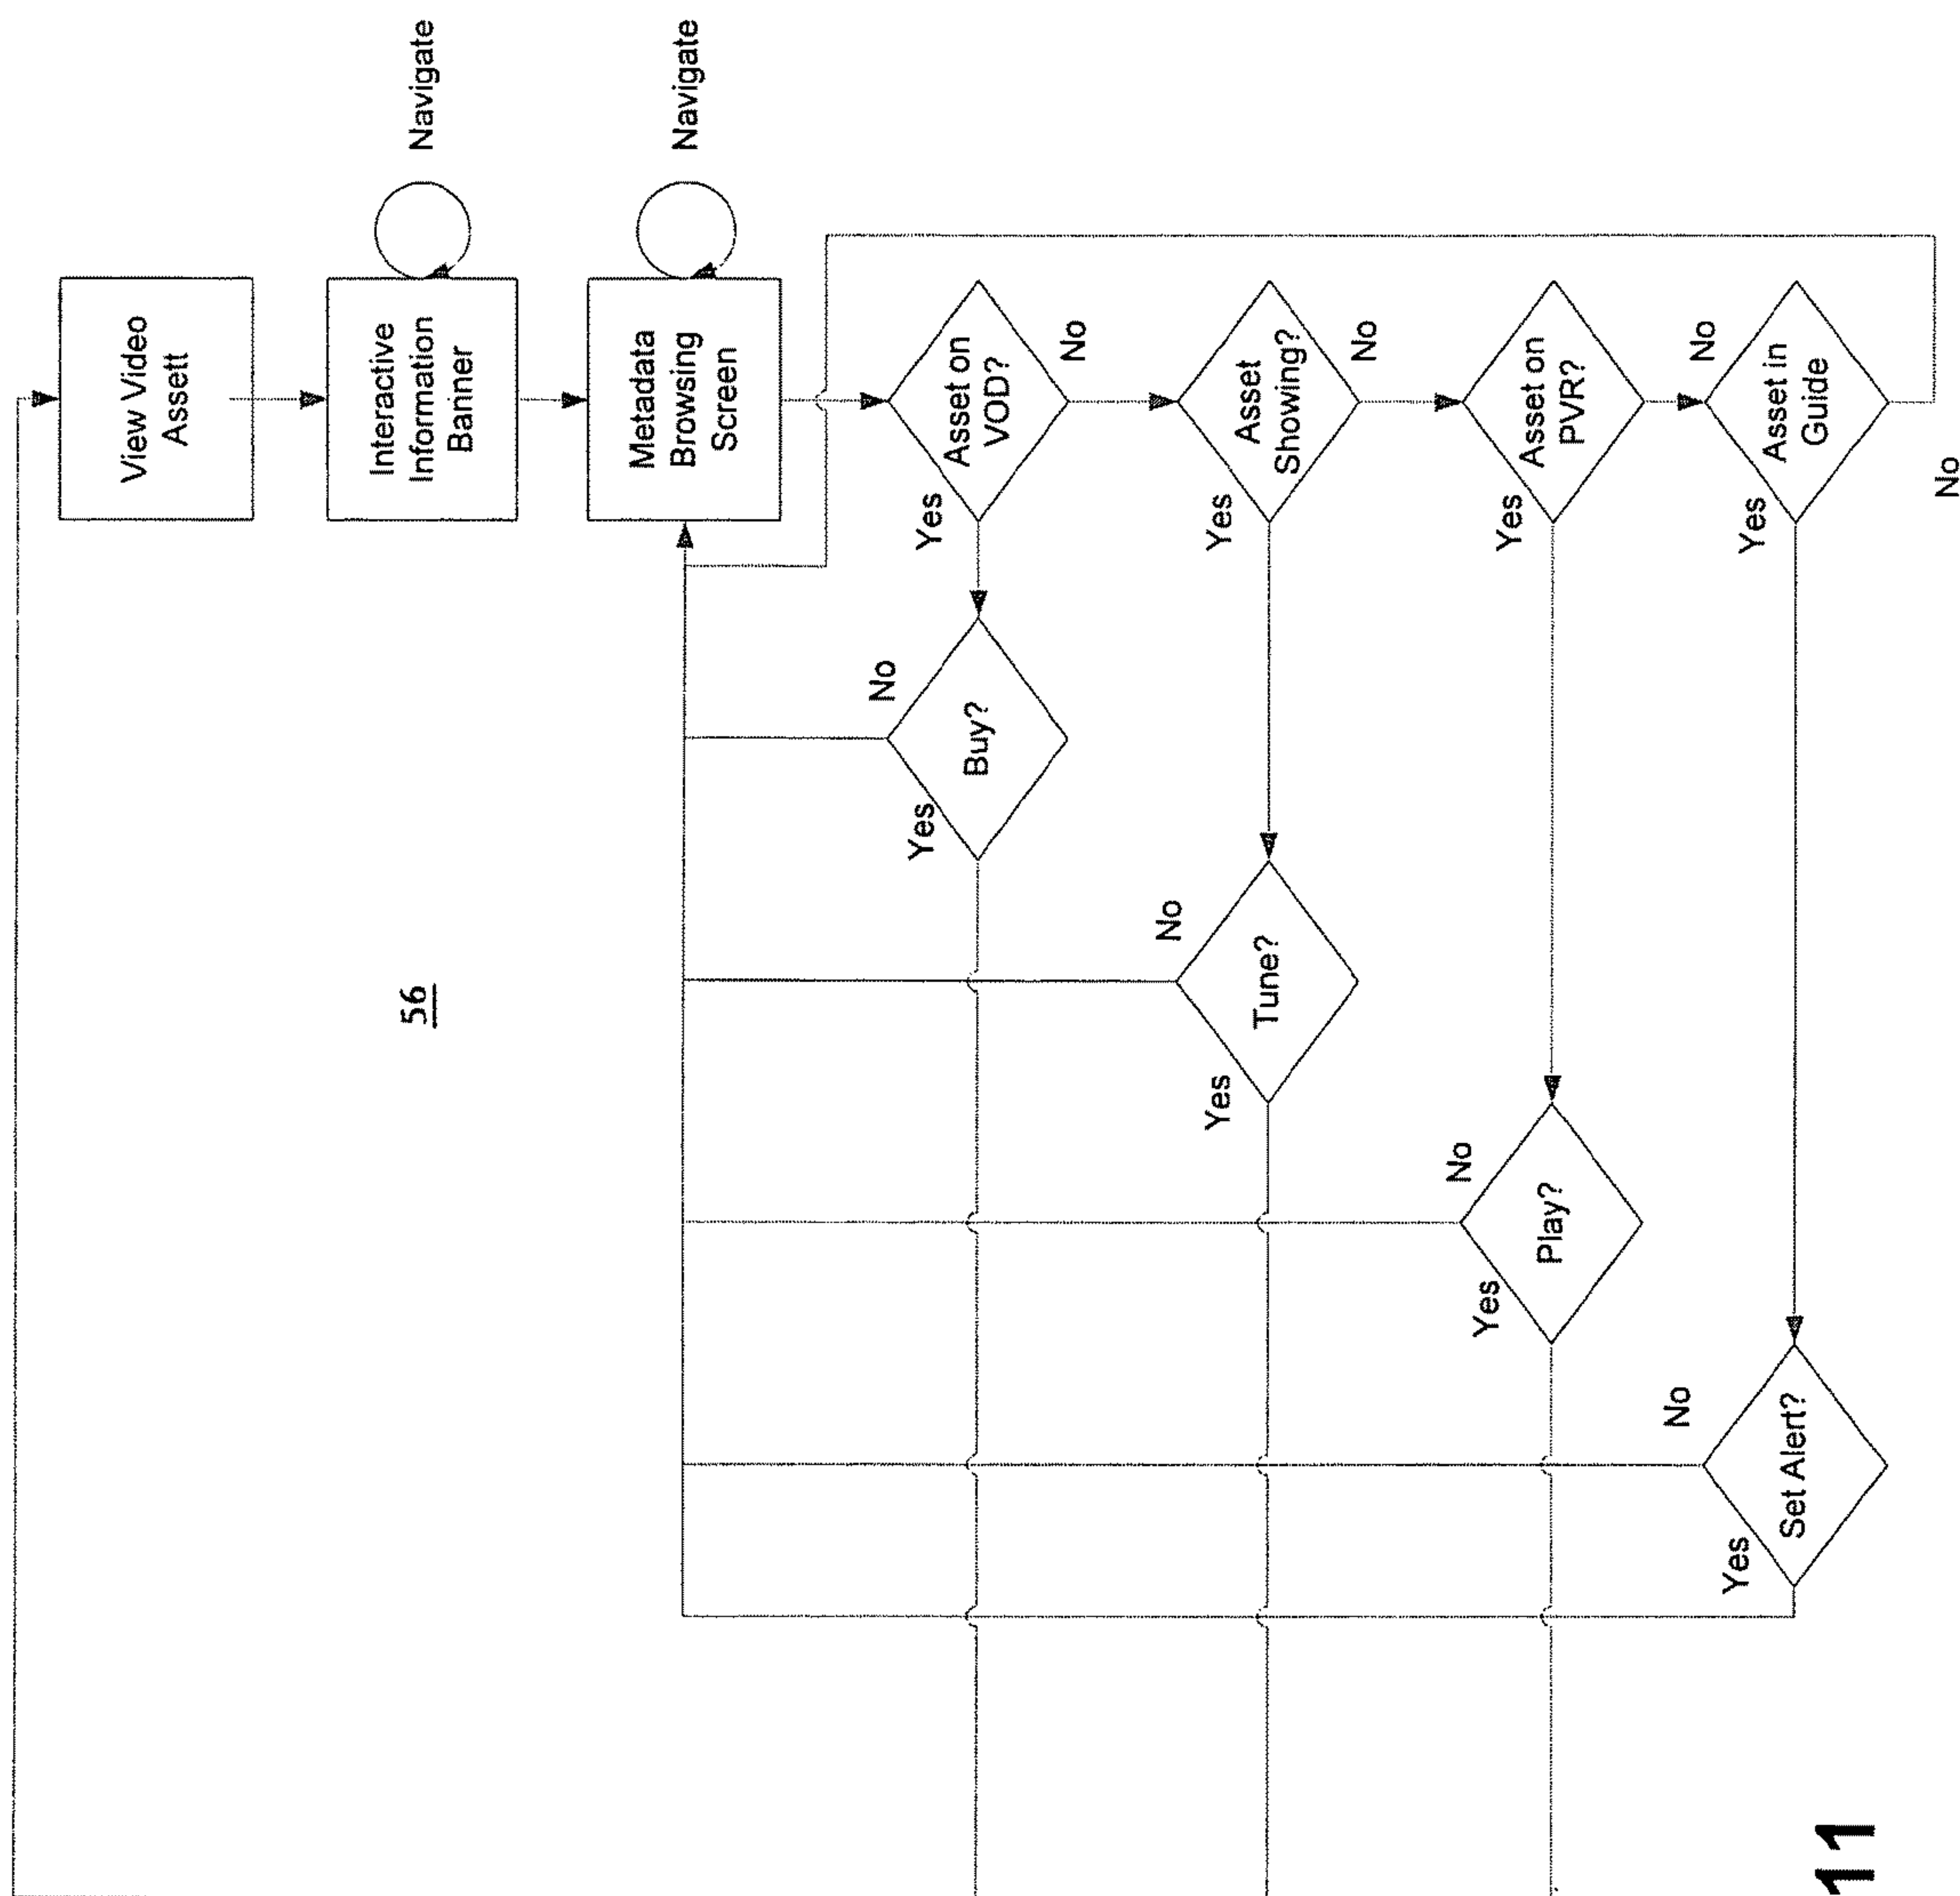 View Video
Asset
Interactive
Information
Banner
Navigate
Metadata
Browsing
Screen
Navigate
56
Asset on
VOD?
Yes
No
Buy?
No
Yes
Asset
Showing?
Yes
No
Tune?
No
Yes
Asset on
PVR?
Yes
No
Play?
No
Yes
Asset in
Guide
Yes
No
Set Alert?
No
Yes
11